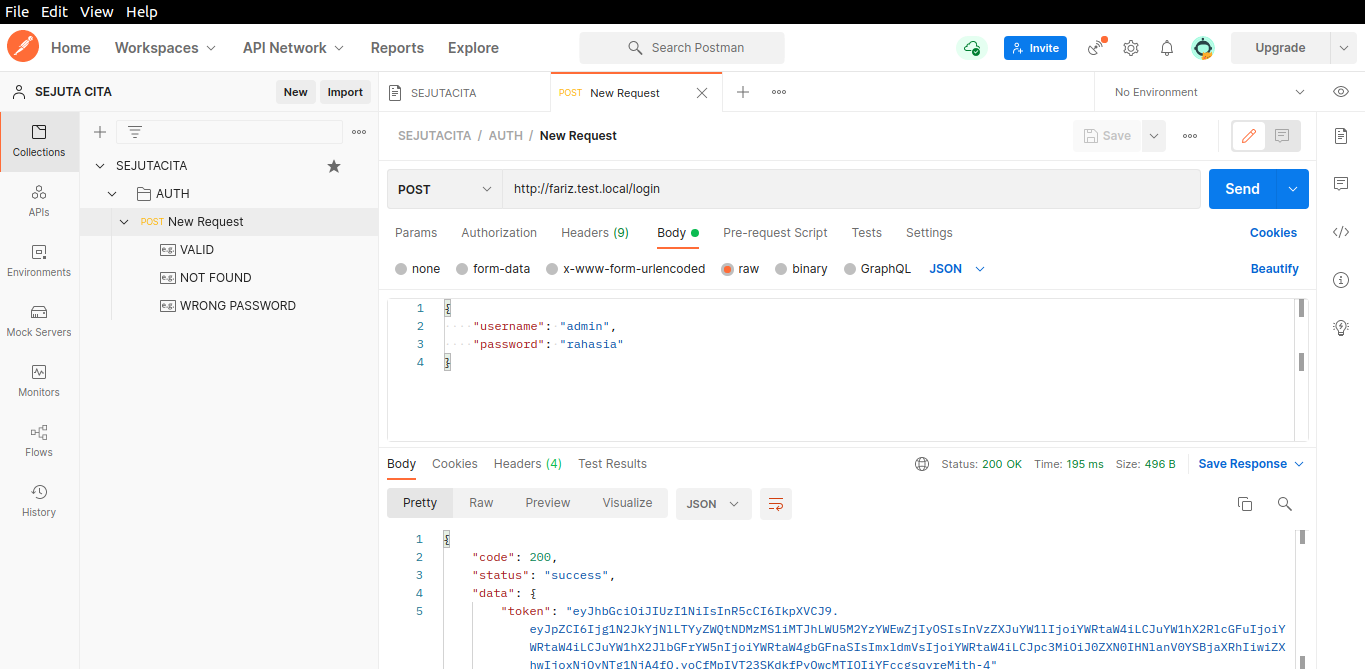 File Edit View Help
Home Workspaces API Network Reports Explore Search Postman Invite Upgrade
SEJUTA CITA New Import SEJUTACITA POST New Request No Environment
Collections
APIs
Environments
Mock Servers
Monitors
Flows
History
SEJUTACITA
AUTH
POST New Request
e.g. VALID
e.g. NOT FOUND
e.g. WRONG PASSWORD
SEJUTACITA / AUTH / New Request Save
POST http://fariz.test.local/login Send
Params Authorization Headers (9) Body Pre-request Script Tests Settings Cookies
none form-data x-www-form-urlencoded raw binary GraphQL JSON Beautify
1 {
2 "username": "admin",
3 "password": "rahasia"
4 }
Body Cookies Headers (4) Test Results Status: 200 OK Time: 195 ms Size: 496 B Save Response
Pretty Raw Preview Visualize JSON
1 {
2 "code": 200,
3 "status": "success",
4 "data": {
5 "token": "eyJhbGciOiJIUzI1NiIsInR5cCI6IkpXVCJ9.